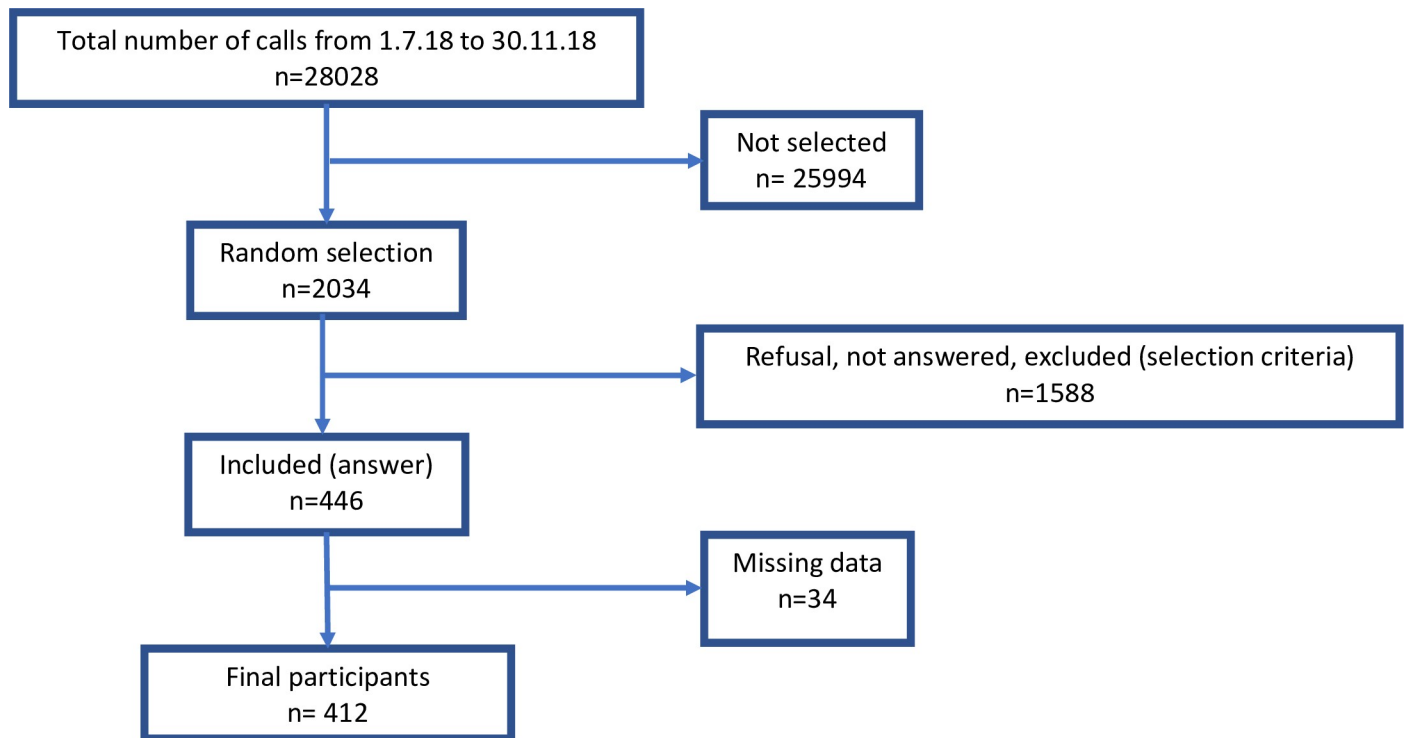 Total number of calls from 1.7.18 to 30.11.18
n=28028
Not selected
n= 25994
Random selection
n=2034
Refusal, not answered, excluded (selection criteria)
n=1588
Included (answer)
n=446
Missing data
n=34
Final participants
n= 412